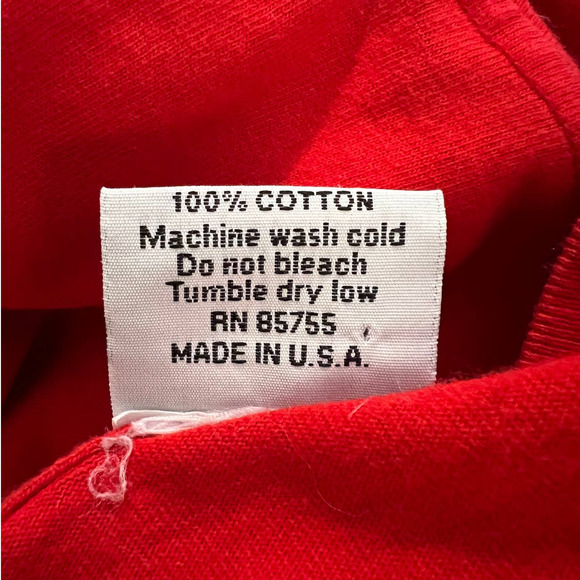 100% COTTON
Machine wash cold
Do not bleach
Tumble dry low
RN 85755
MADE IN U.S.A.